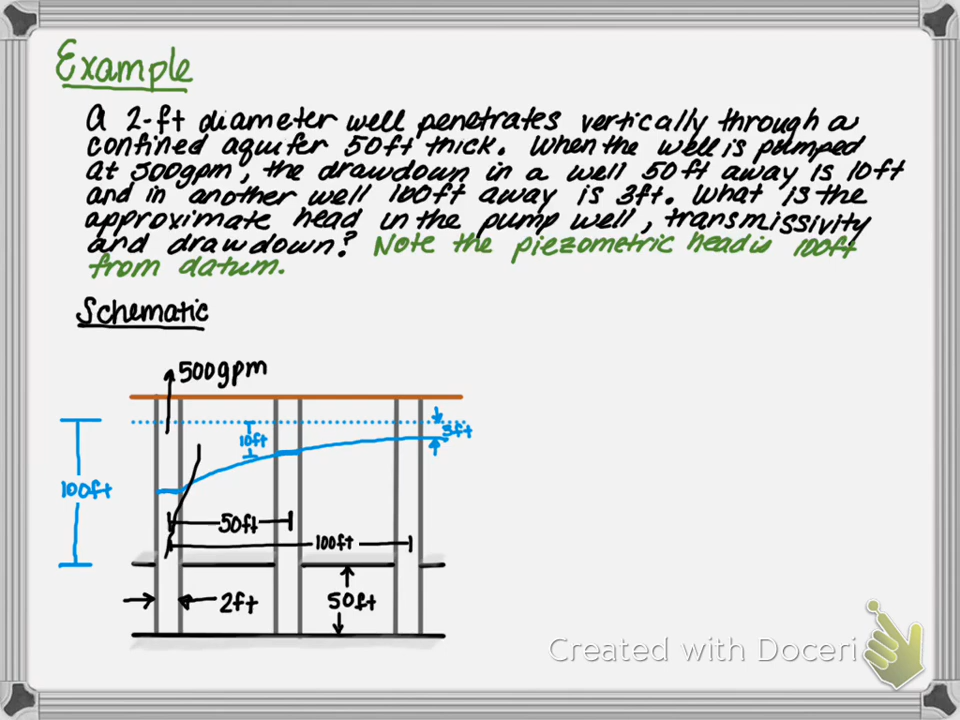 Example
A 2-ft diameter well penetrates vertically through a
confined aquifer 50ft thick. When the well is pumped
at 500gpm, the drawdown in a well 50ft away is 10ft
and in another well 100ft away is 3ft. What is the
approximate head in the pump well, transmissivity
and drawdown? Note the piezometric head is 100ft
from datum.
Schematic
500gpm
10ft
3ft
100ft
50ft
100ft
2ft
50ft
Created with Doceri